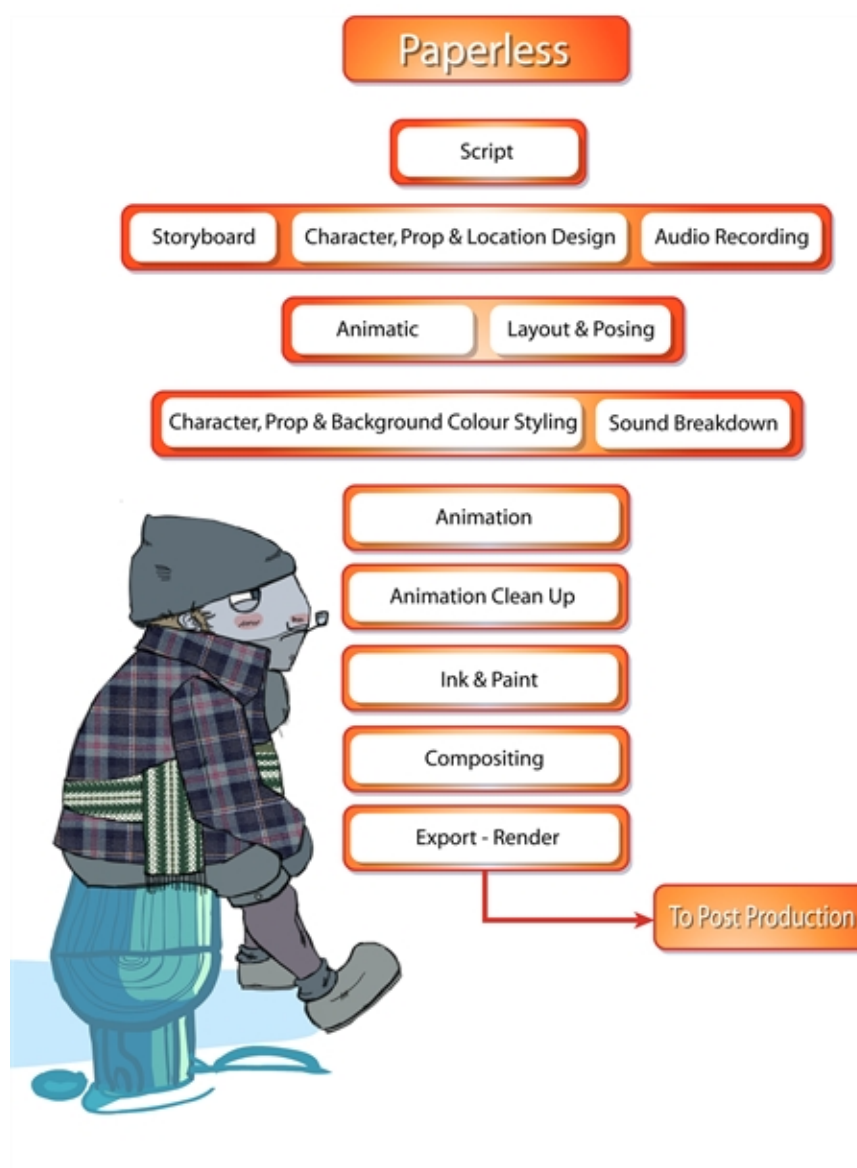 Paperless
Script
Storyboard
Character, Prop & Location Design
Audio Recording
Animatic
Layout & Posing
Character, Prop & Background Colour Styling
Sound Breakdown
Animation
Animation Clean Up
Ink & Paint
Compositing
Export - Render
To Post Production